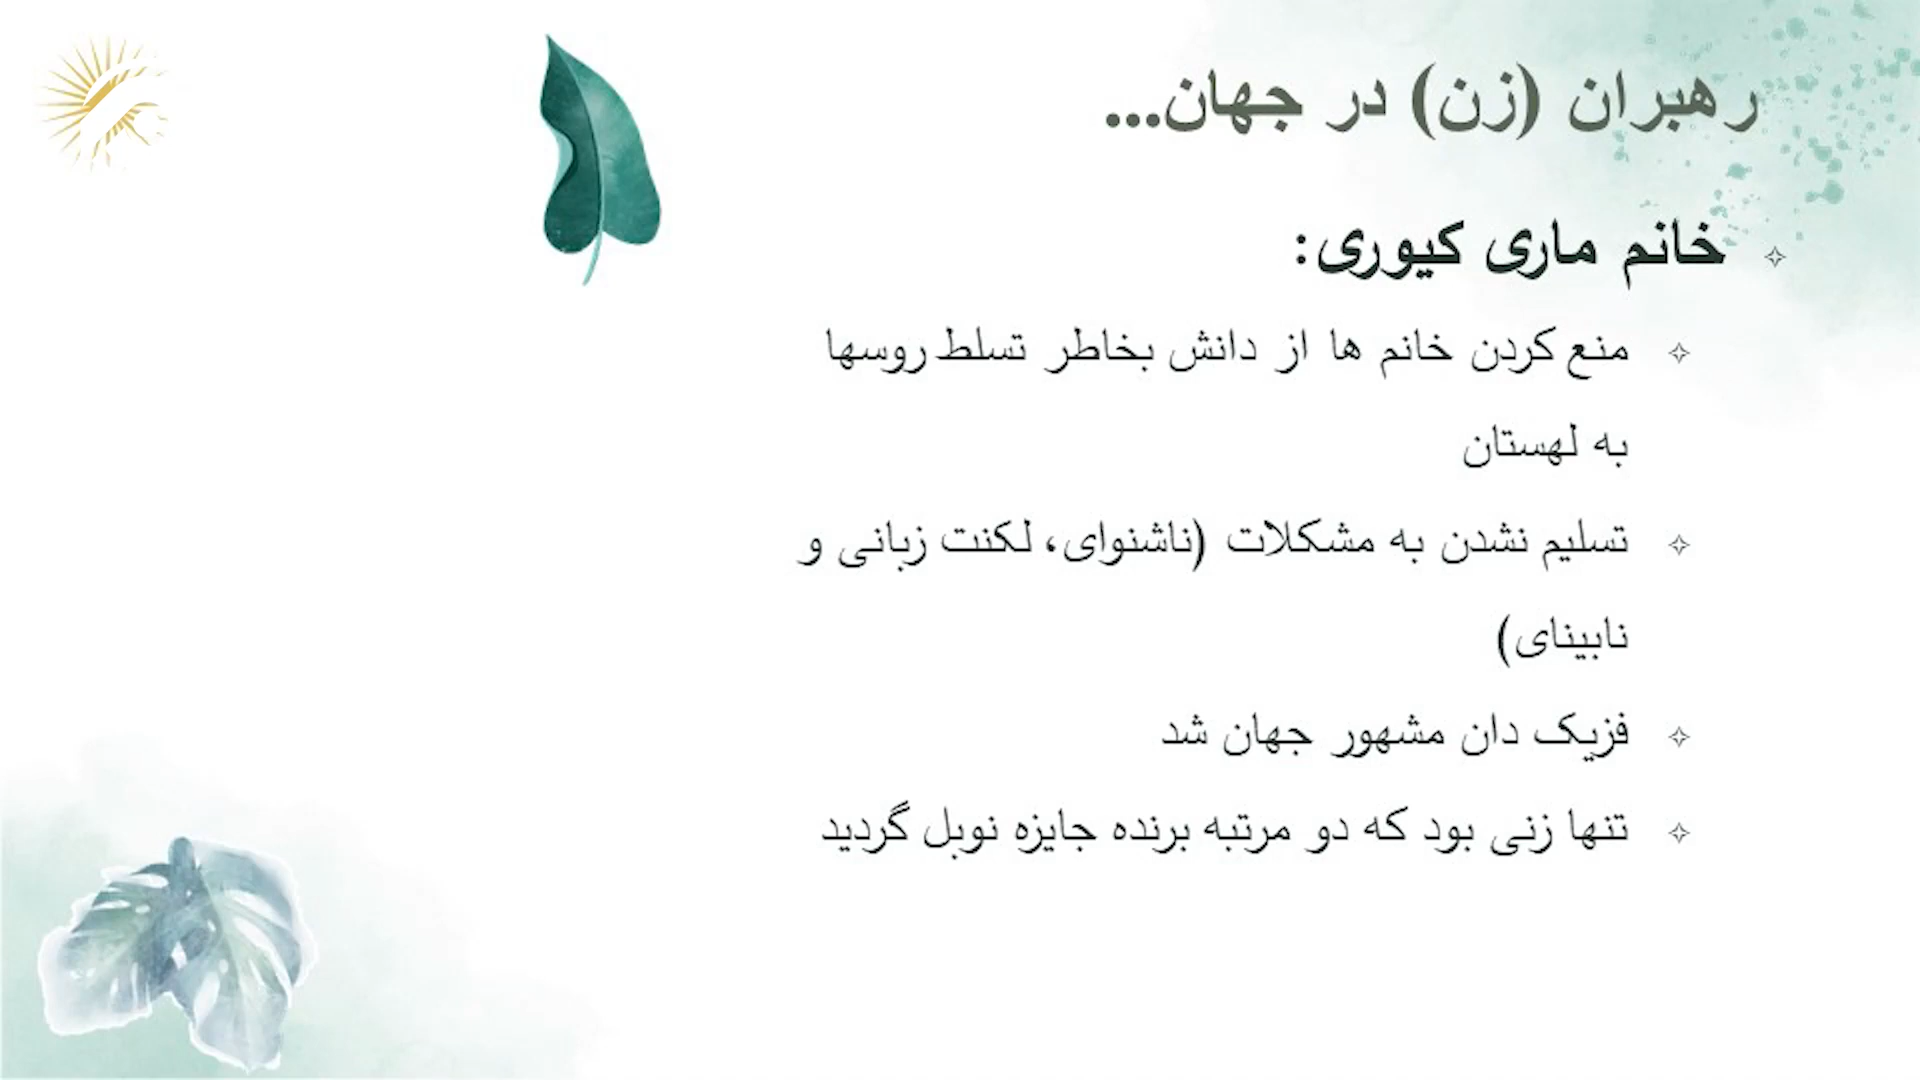 رهبران (زن) در جهان...
خانم ماری کیوری:
منع کردن خانم ها از دانش بخاطر تسلط روسها
به لهستان
تسلیم نشدن به مشکلات (ناشنوای، لکنت زبانی و
نابینای)
فزیک دان مشهور جهان شد
تنها زنی بود که دو مرتبه برنده جایزه نوبل گردید